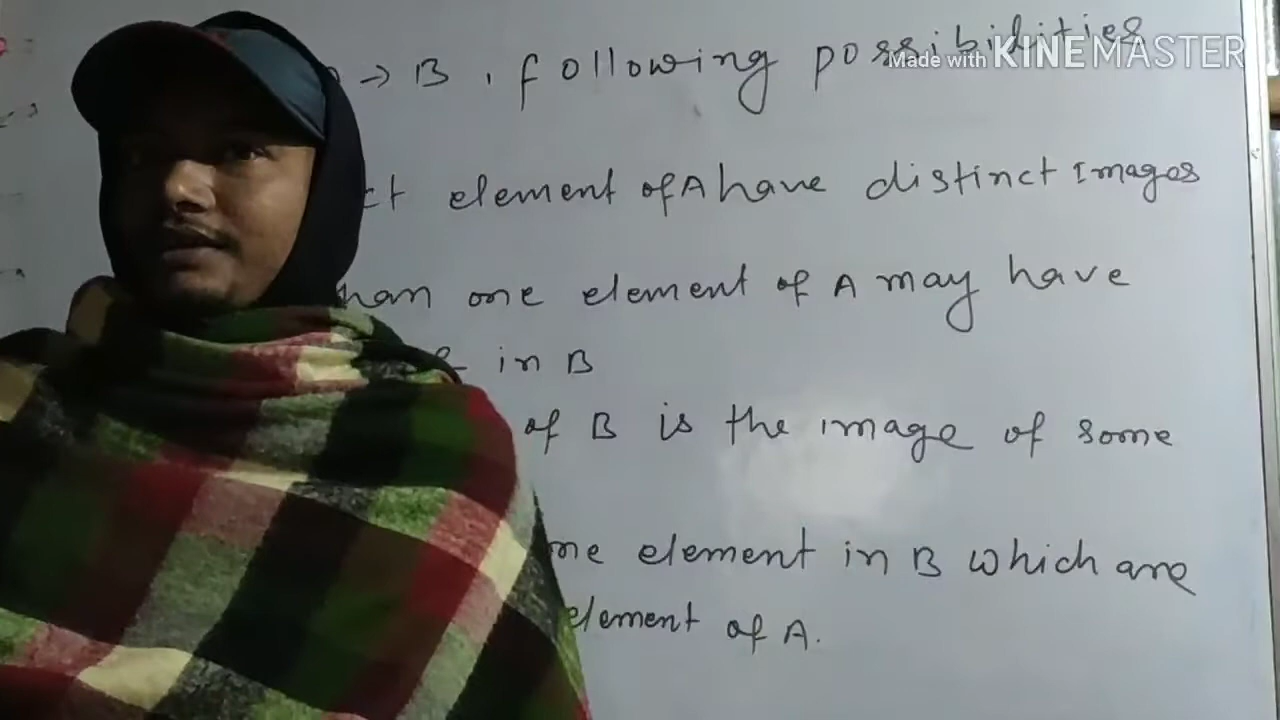 → B, following possibilities
Made with KINEMASTER
ct element of A have distinct Images
han one element of A may have
in B
of B is the image of some
me element in B which are
element of A.